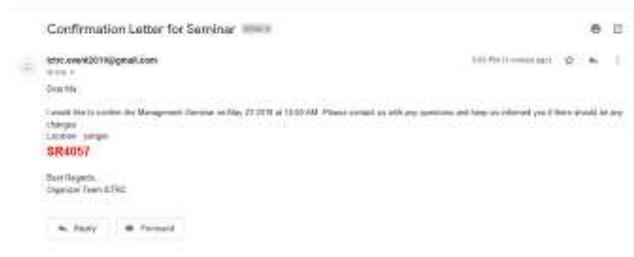 Confirmation Letter for Seminar
Dear Ms
I would like to confirm the Management Seminar on May 27 2019 at 10:00 AM. Please contact us with any questions and keep us informed you if there should be any
changes
Location
SR4057
Best Regards,
Organizer Team
Reply
Forward